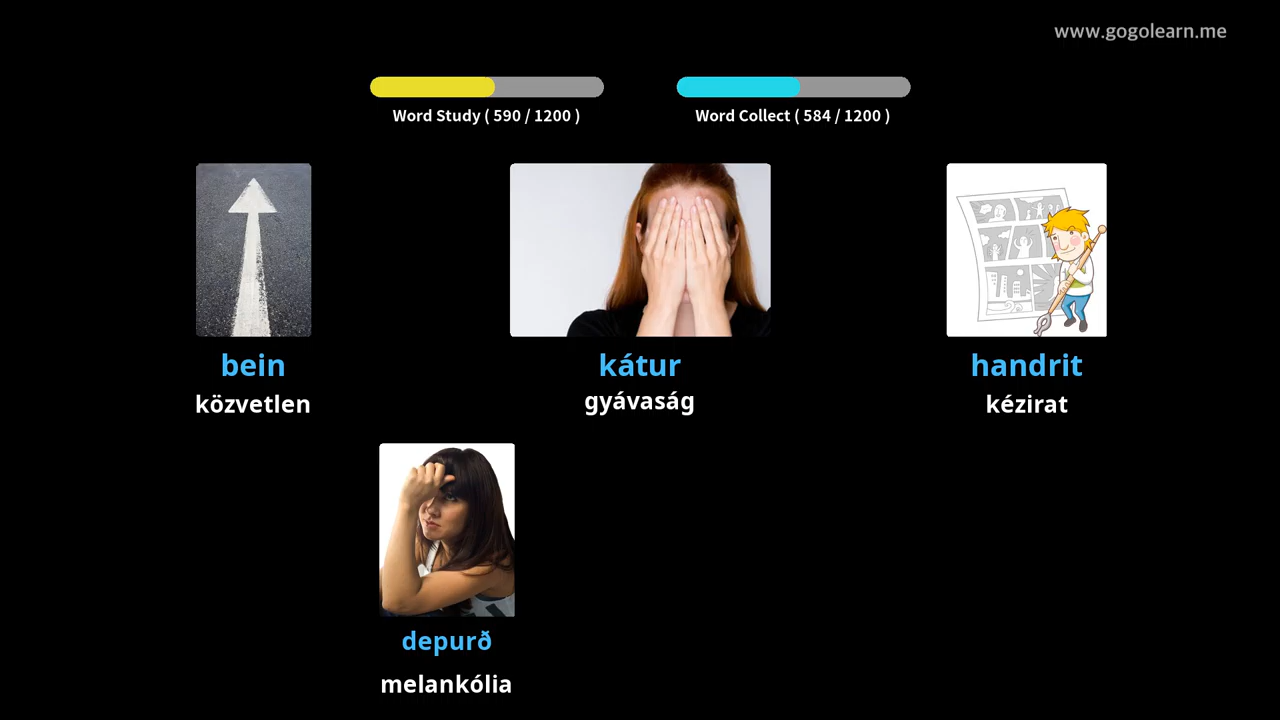 www.gogolearn.me
Word Study ( 590 / 1200 )
Word Collect ( 584 / 1200 )
bein
közvetlen
kátur
gyávaság
handrit
kézirat
depurð
melankólia